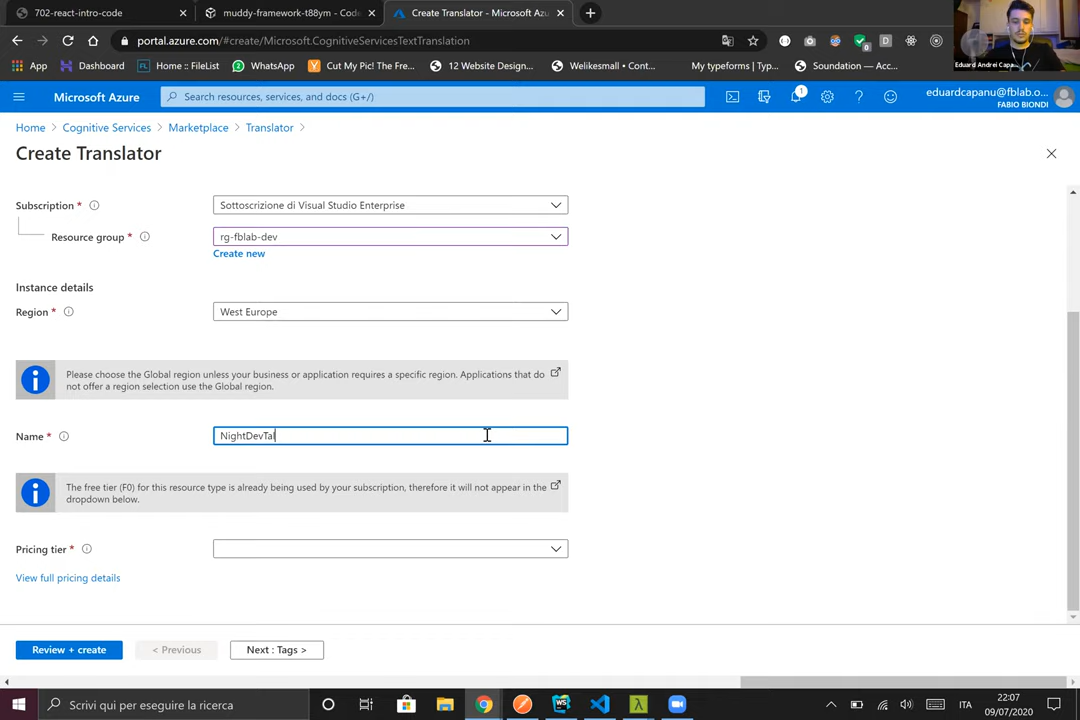 702-react-intro-code
muddy-framework-t88ym - Code
Create Translator - Microsoft Azu
portal.azure.com/#create/Microsoft.CognitiveServicesTextTranslation
App
Dashboard
Home :: FileList
WhatsApp
Cut My Pic! The Fre...
12 Website Design...
Welikesmall • Cont...
My typeforms | Typ...
Soundation — Acc...
Eduard Andrei Capa...
Microsoft Azure
Search resources, services, and docs (G+/)
1
eduardcapanu@fblab.o...
FABIO BIONDI
Home > Cognitive Services > Marketplace > Translator >
Create Translator
Subscription *
Sottoscrizione di Visual Studio Enterprise
Resource group *
rg-fblab-dev
Create new
Instance details
Region *
West Europe
Please choose the Global region unless your business or application requires a specific region. Applications that do
not offer a region selection use the Global region.
Name *
NightDevTal
The free tier (F0) for this resource type is already being used by your subscription, therefore it will not appear in the
dropdown below.
Pricing tier *
View full pricing details
Review + create
< Previous
Next : Tags >
Scrivi qui per eseguire la ricerca
ITA
22:07
09/07/2020